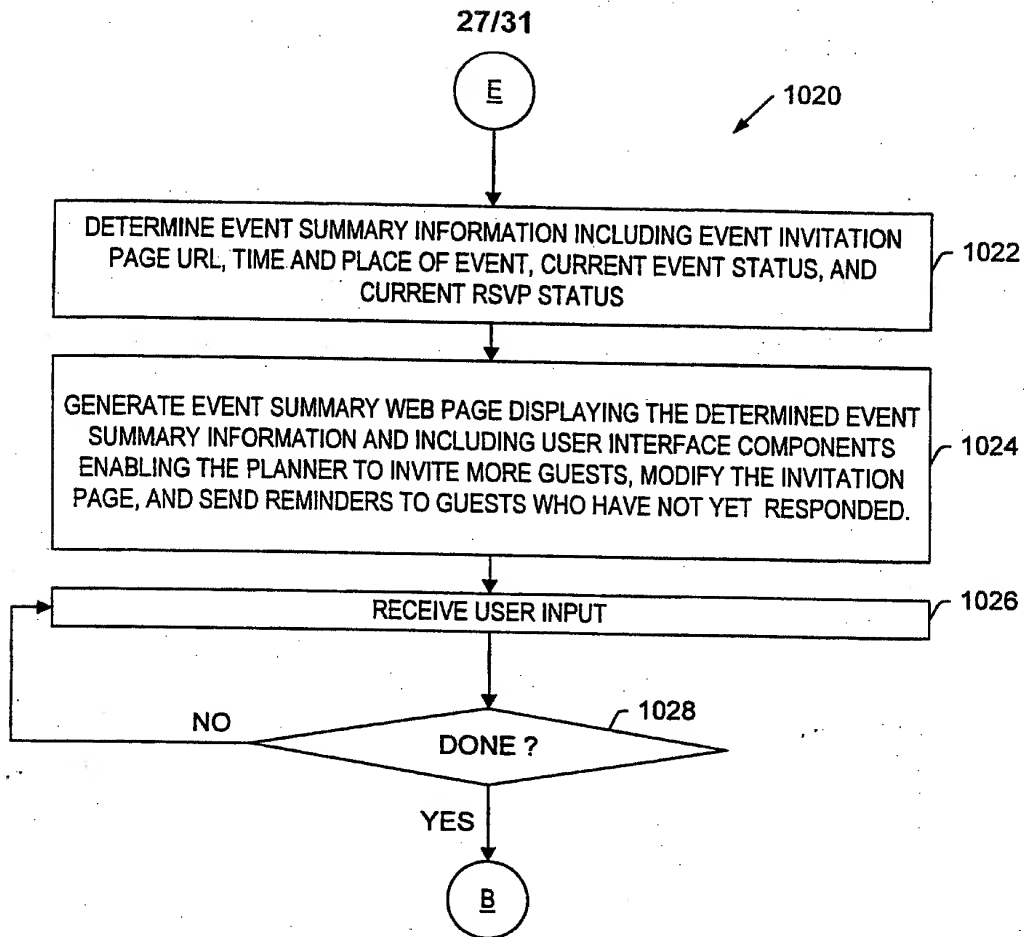 27/31
E
1020
DETERMINE EVENT SUMMARY INFORMATION INCLUDING EVENT INVITATION
PAGE URL, TIME AND PLACE OF EVENT, CURRENT EVENT STATUS, AND
CURRENT RSVP STATUS
1022
GENERATE EVENT SUMMARY WEB PAGE DISPLAYING THE DETERMINED EVENT
SUMMARY INFORMATION AND INCLUDING USER INTERFACE COMPONENTS
ENABLING THE PLANNER TO INVITE MORE GUESTS, MODIFY THE INVITATION
PAGE, AND SEND REMINDERS TO GUESTS WHO HAVE NOT YET RESPONDED.
1024
RECEIVE USER INPUT
1026
NO
1028
DONE ?
YES
B